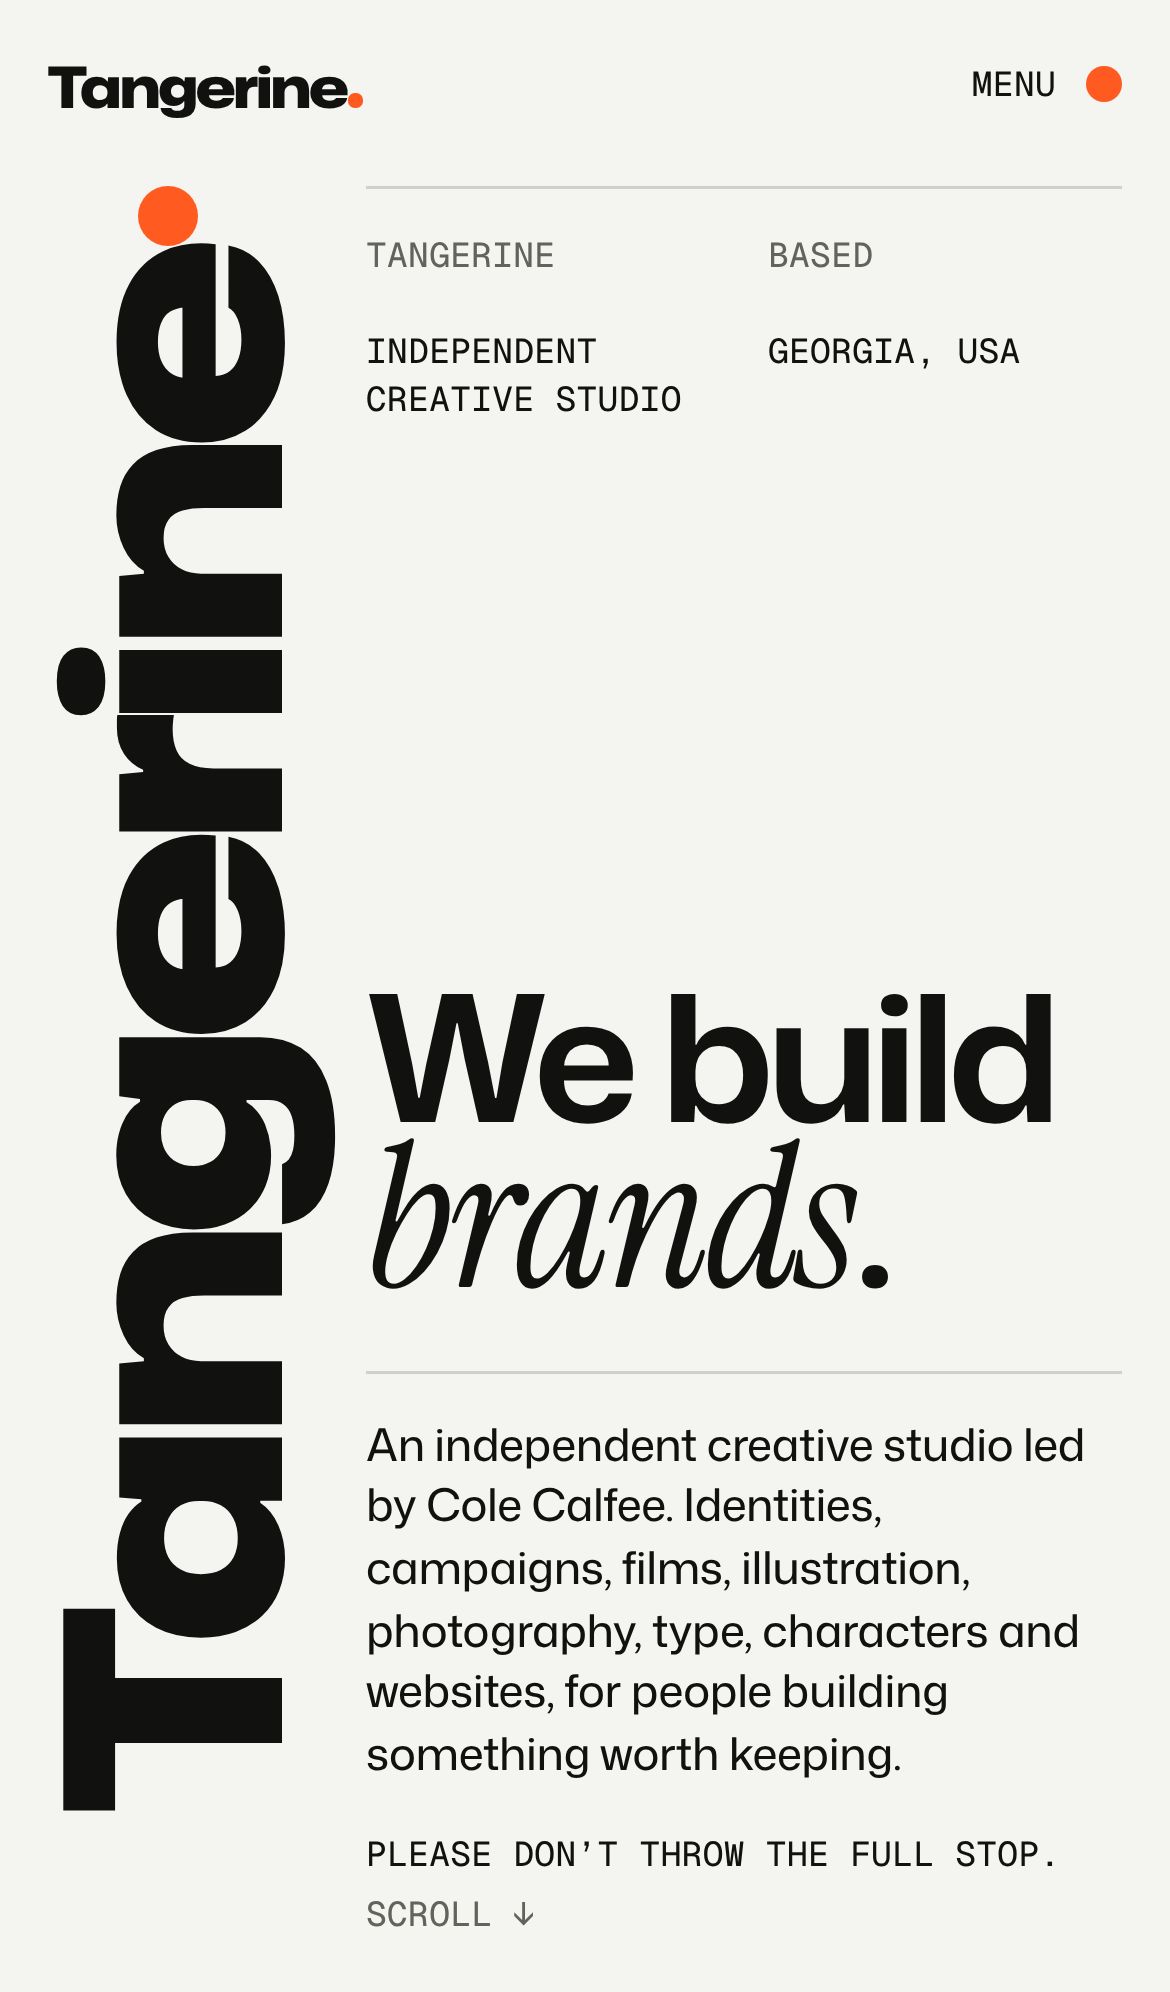 Tangerine.
MENU
Tangerine
TANGERINE
BASED
INDEPENDENT
CREATIVE STUDIO
GEORGIA, USA
We build
brands.
An independent creative studio led
by Cole Calfee. Identities,
campaigns, films, illustration,
photography, type, characters and
websites, for people building
something worth keeping.
PLEASE DON’T THROW THE FULL STOP.
SCROLL ↓